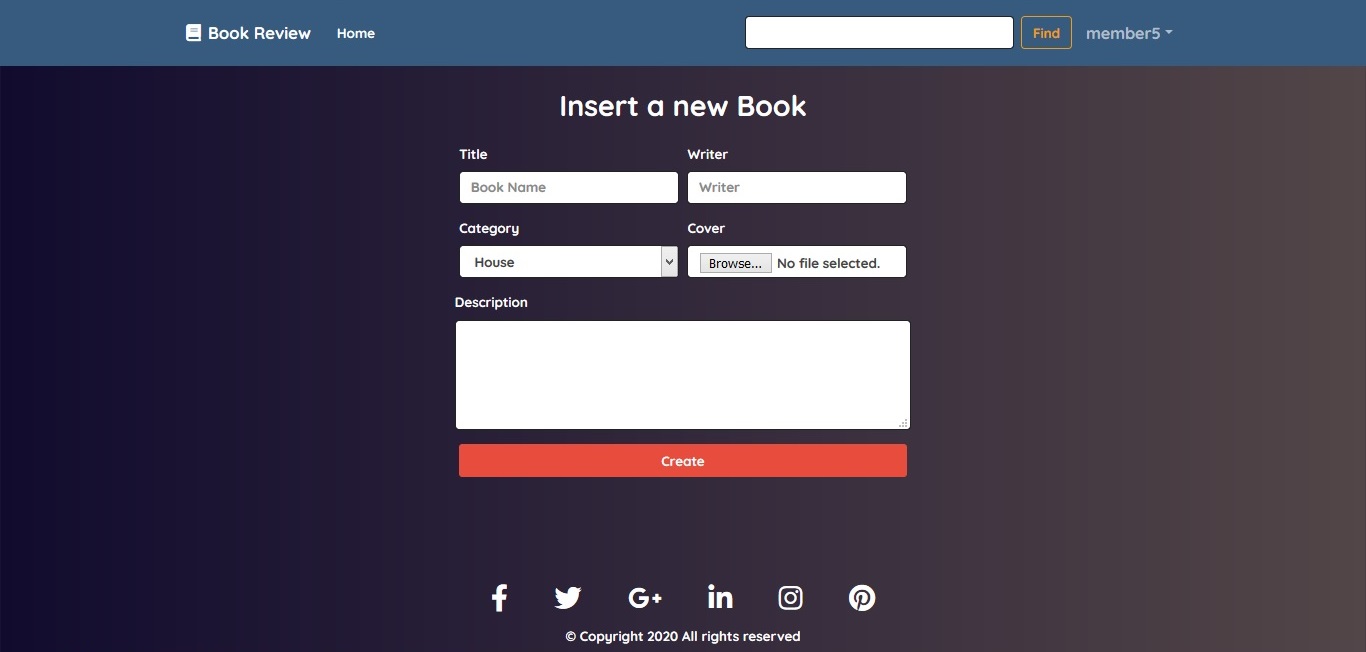 Book Review Home Find member5
Insert a new Book
Title Writer
Book Name Writer
Category Cover
House Browse... No file selected.
Description
Create
© Copyright 2020 All rights reserved